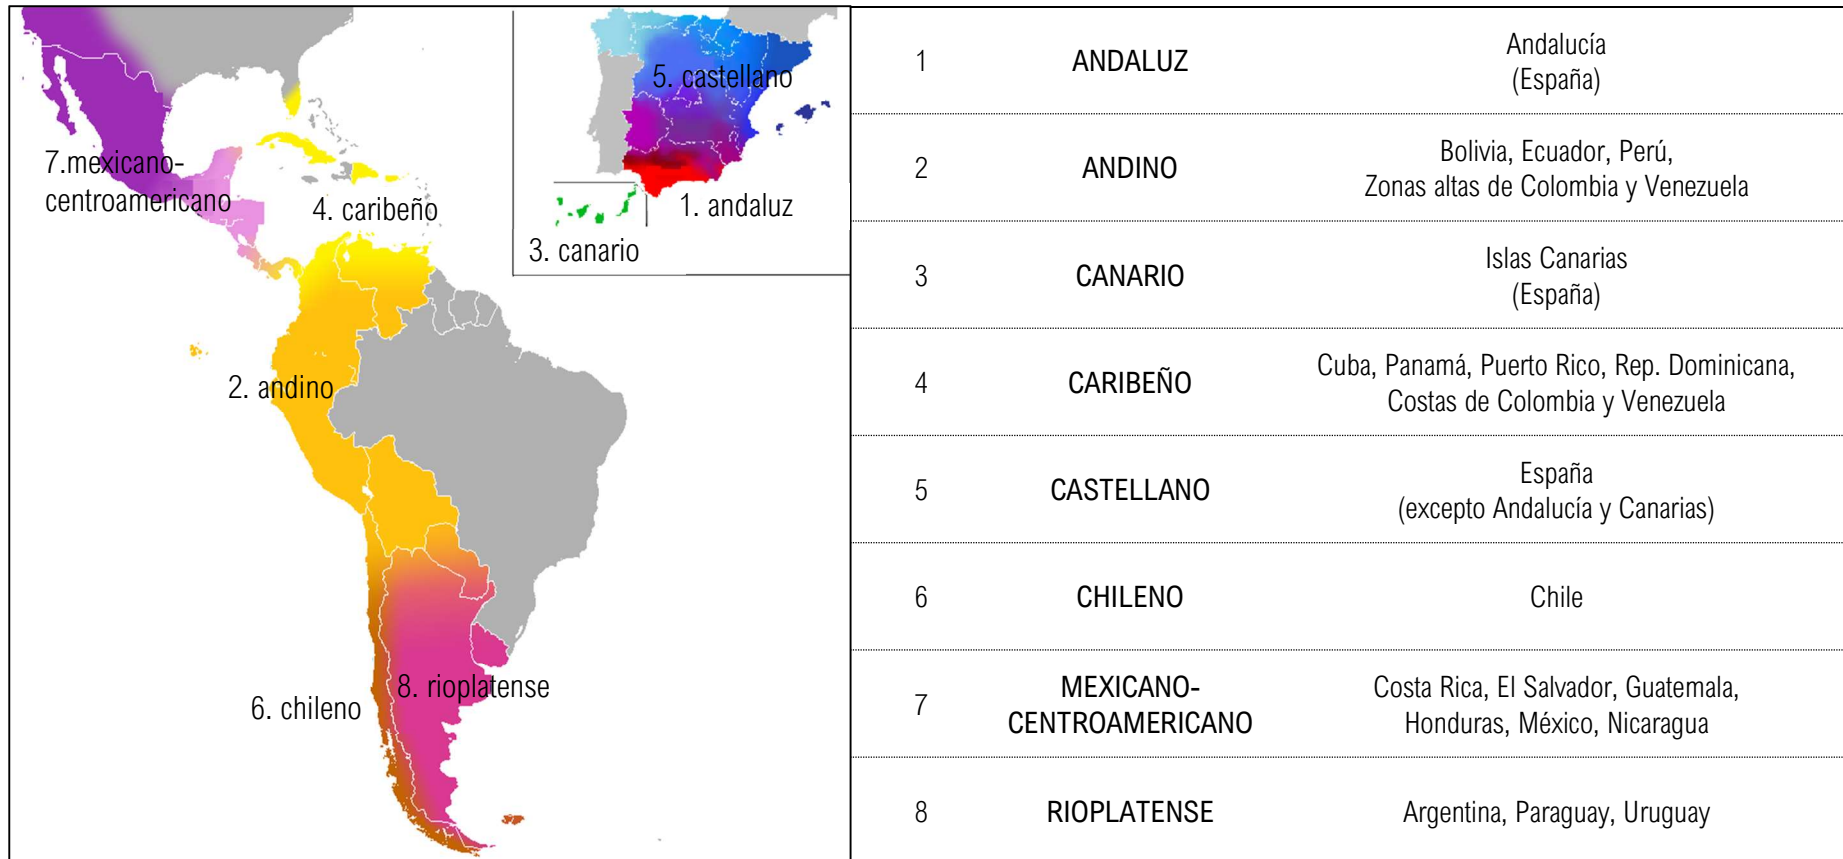 7.mexicano-
centroamericano
4. caribeño
5. castellano
1. andaluz
3. canario
2. andino
8. rioplatense
6. chileno
1 ANDALUZ Andalucía
(España)
2 ANDINO Bolivia, Ecuador, Perú,
Zonas altas de Colombia y Venezuela
3 CANARIO Islas Canarias
(España)
4 CARIBEÑO Cuba, Panamá, Puerto Rico, Rep. Dominicana,
Costas de Colombia y Venezuela
5 CASTELLANO España
(excepto Andalucía y Canarias)
6 CHILENO Chile
7 MEXICANO- Costa Rica, El Salvador, Guatemala,
CENTROAMERICANO Honduras, México, Nicaragua
8 RIOPLATENSE Argentina, Paraguay, Uruguay